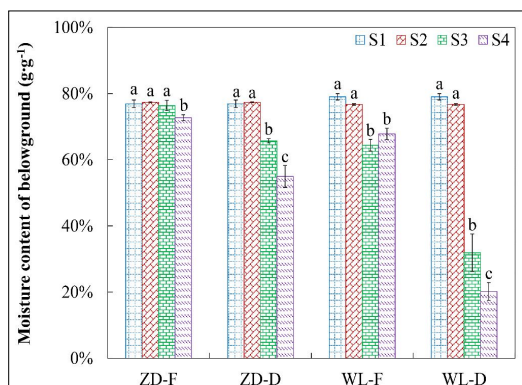 Moisture content of belowground (g·g-1)
100%
80%
60%
40%
20%
0%
S1 S2 S3 S4
a a a b
a a b c
a a b b
a a b c
ZD-F ZD-D WL-F WL-D